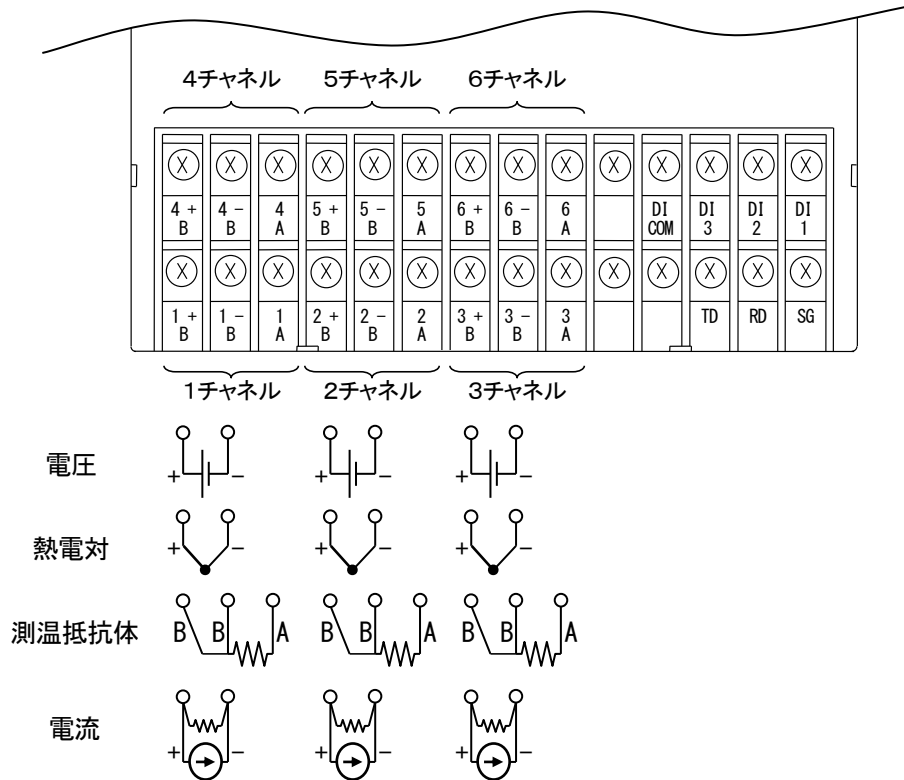 4チャネル 5チャネル 6チャネル
4 + 4 − 4 5 + 5 − 5 6 + 6 − 6 DI DI DI DI
B B A B B A B B A COM 3 2 1
1 + 1 − 1 2 + 2 − 2 3 + 3 − 3 TD RD SG
B B A B B A B B A
1チャネル 2チャネル 3チャネル
電圧 + − + − + −
熱電対 + − + − + −
測温抵抗体 B B A B B A B B A
電流 + − + − + −